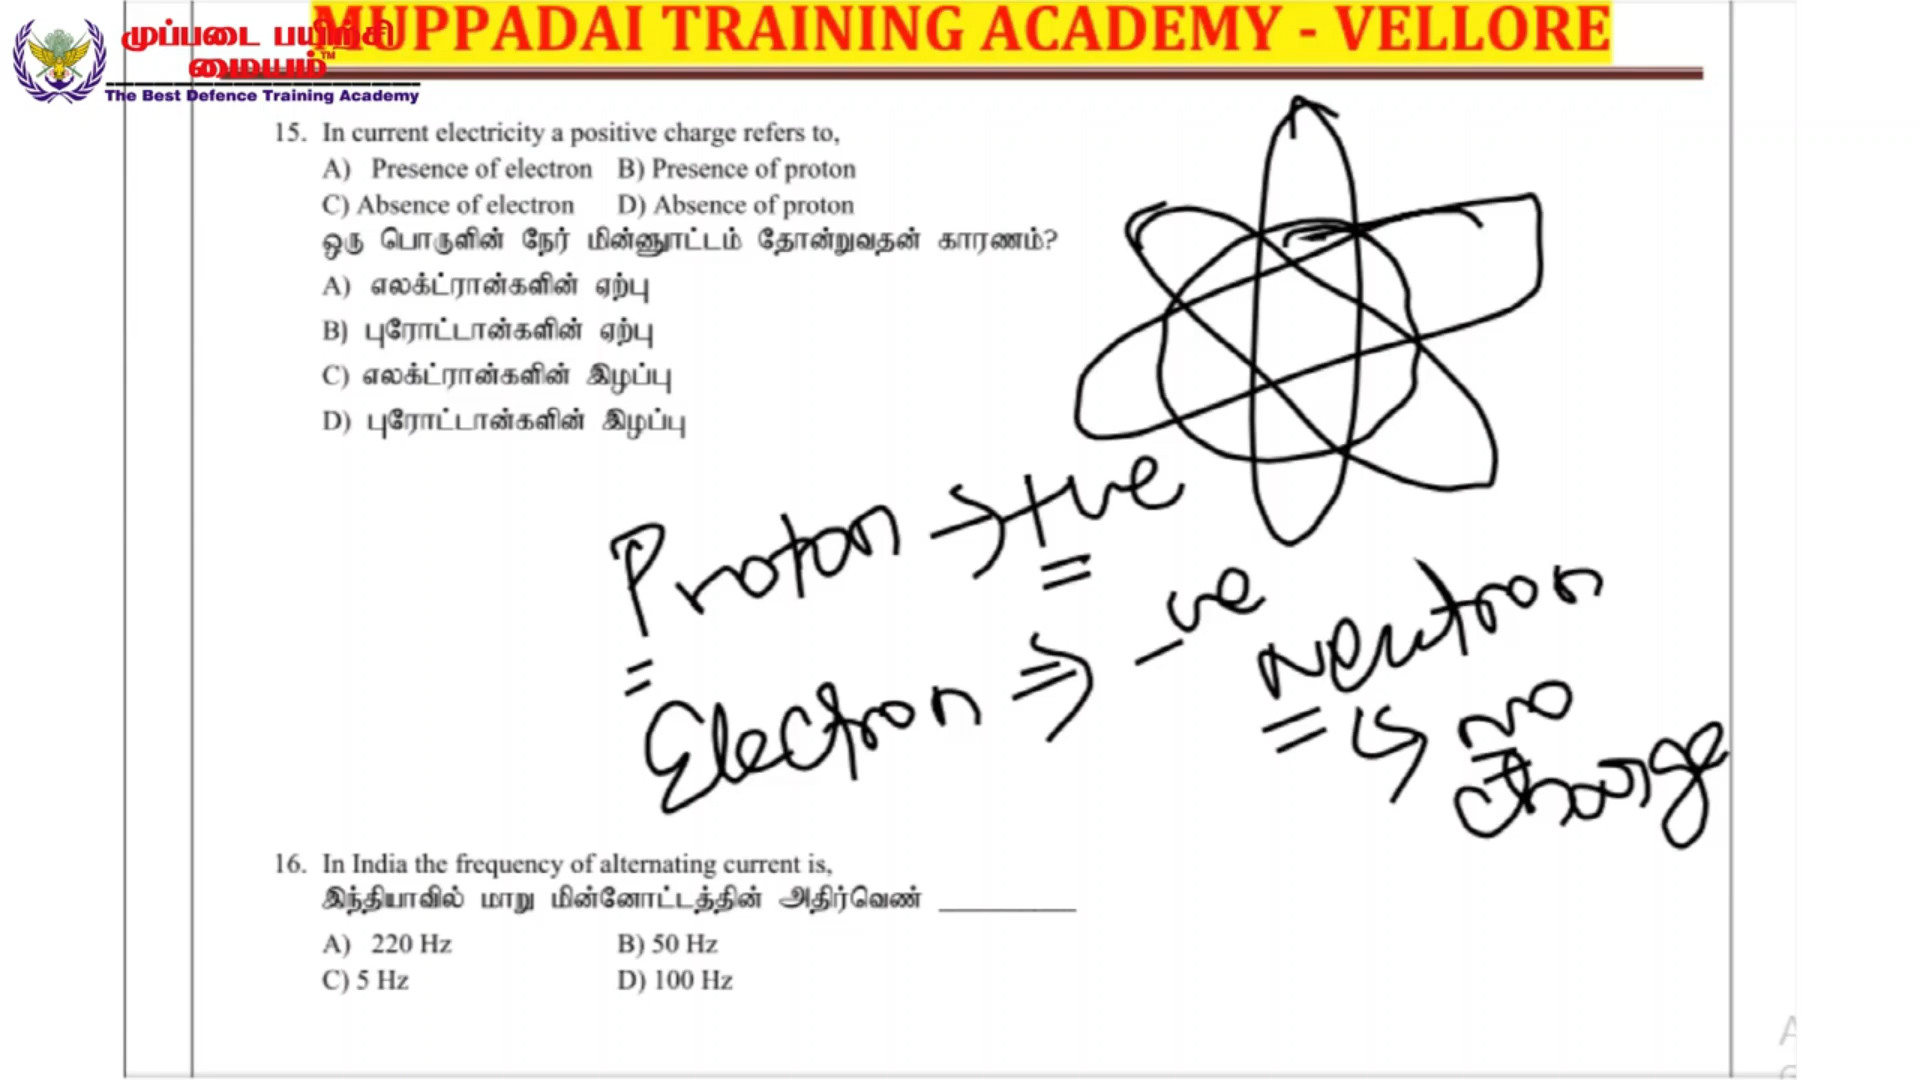 முப்படை பயிற்சி
மையம்™
The Best Defence Training Academy
MUPPADAI TRAINING ACADEMY - VELLORE
15. In current electricity a positive charge refers to,
A) Presence of electron B) Presence of proton
C) Absence of electron D) Absence of proton
ஒரு பொருளின் நேர் மின்னூட்டம் தோன்றுவதன் காரணம்?
A) எலக்ட்ரான்களின் ஏற்பு
B) புரோட்டான்களின் ஏற்பு
C) எலக்ட்ரான்களின் இழப்பு
D) புரோட்டான்களின் இழப்பு
Proton → +ve
Electron ⇒ -ve
Neutron
↳ no
charge
16. In India the frequency of alternating current is,
இந்தியாவில் மாறு மின்னோட்டத்தின் அதிர்வெண் __________
A) 220 Hz B) 50 Hz
C) 5 Hz D) 100 Hz